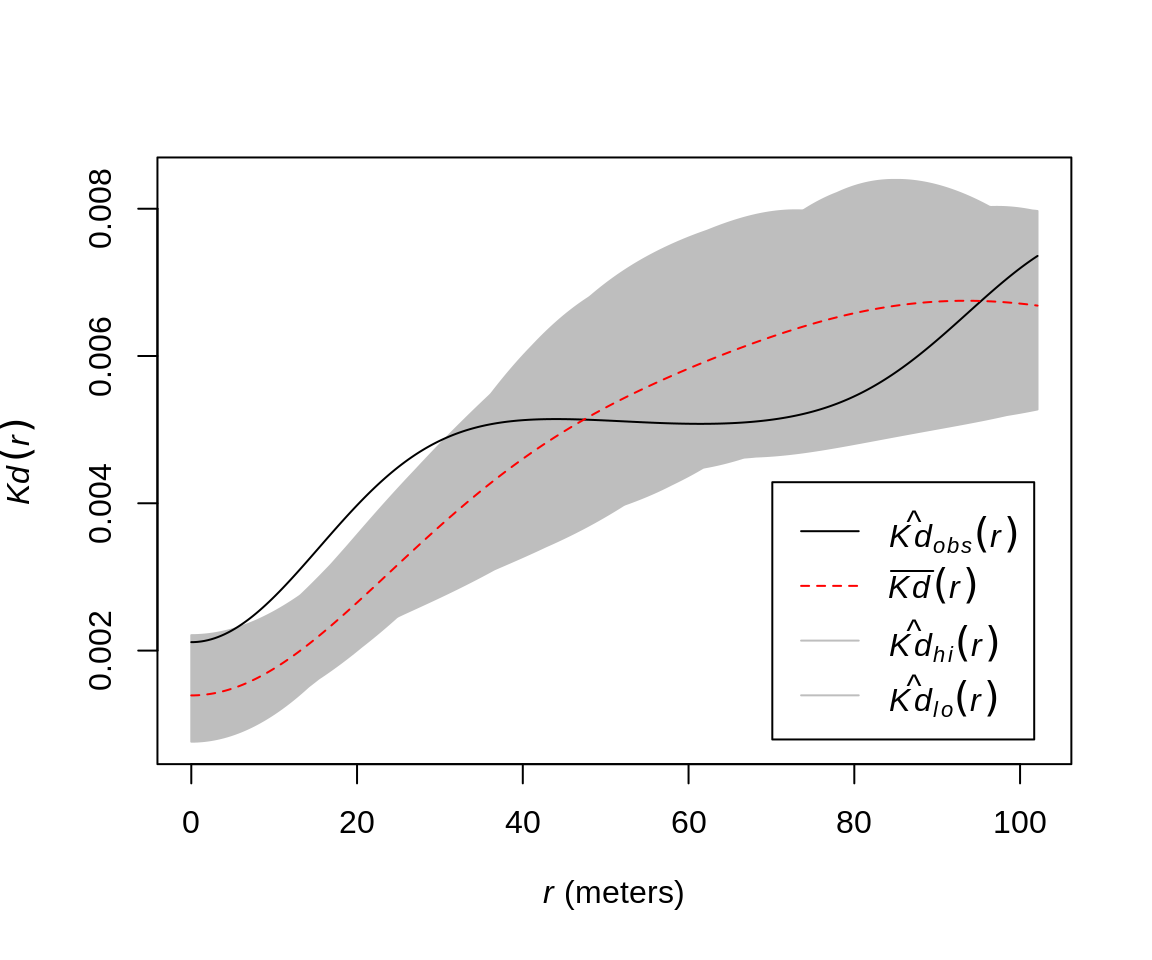 0.008
0.006
0.004
0.002
Kd(r)
0 20 40 60 80 100
r (meters)
K̂d_obs(r)
K̅d̅(r)
K̂d_hi(r)
K̂d_lo(r)